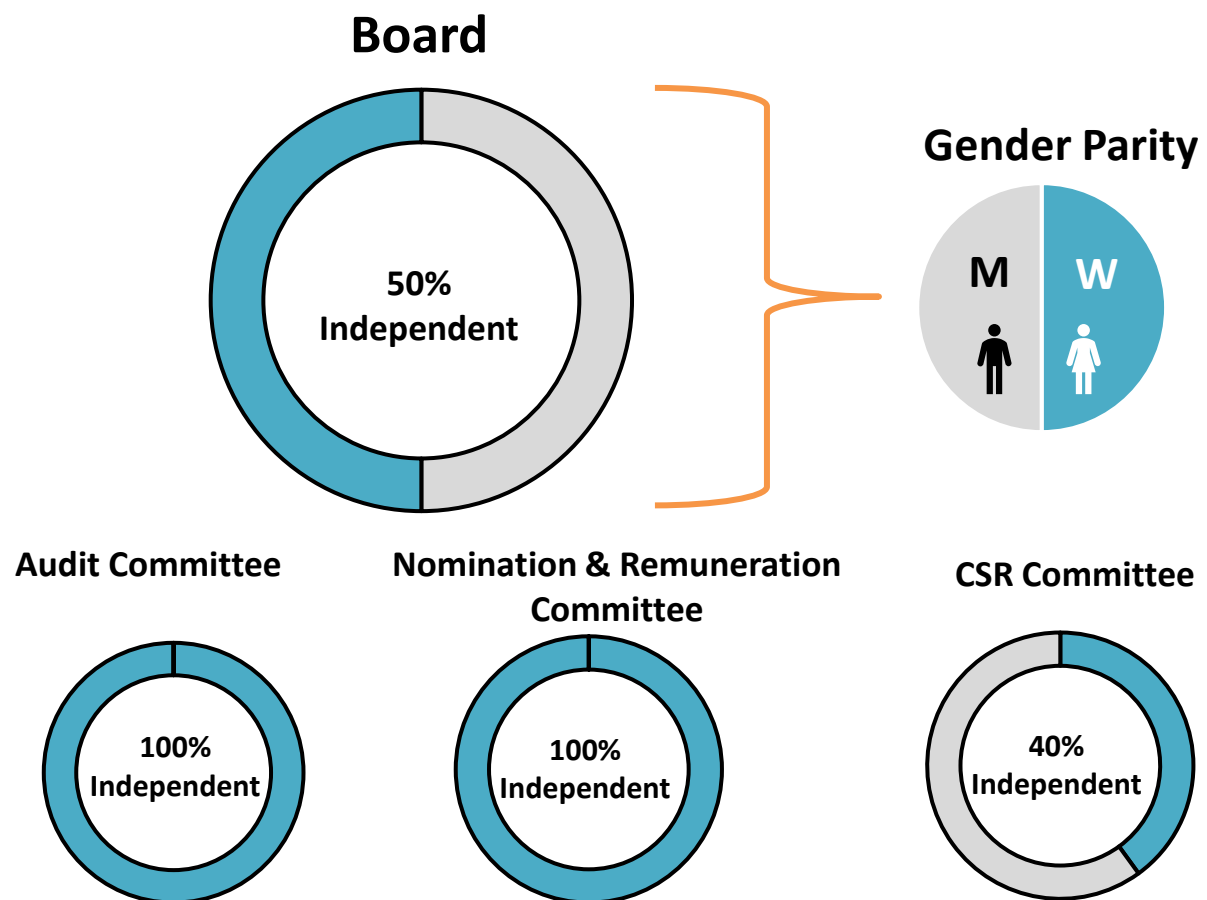 Board
50%
Independent
Gender Parity
M
W
Audit Committee
100%
Independent
Nomination & Remuneration
Committee
100%
Independent
CSR Committee
40%
Independent